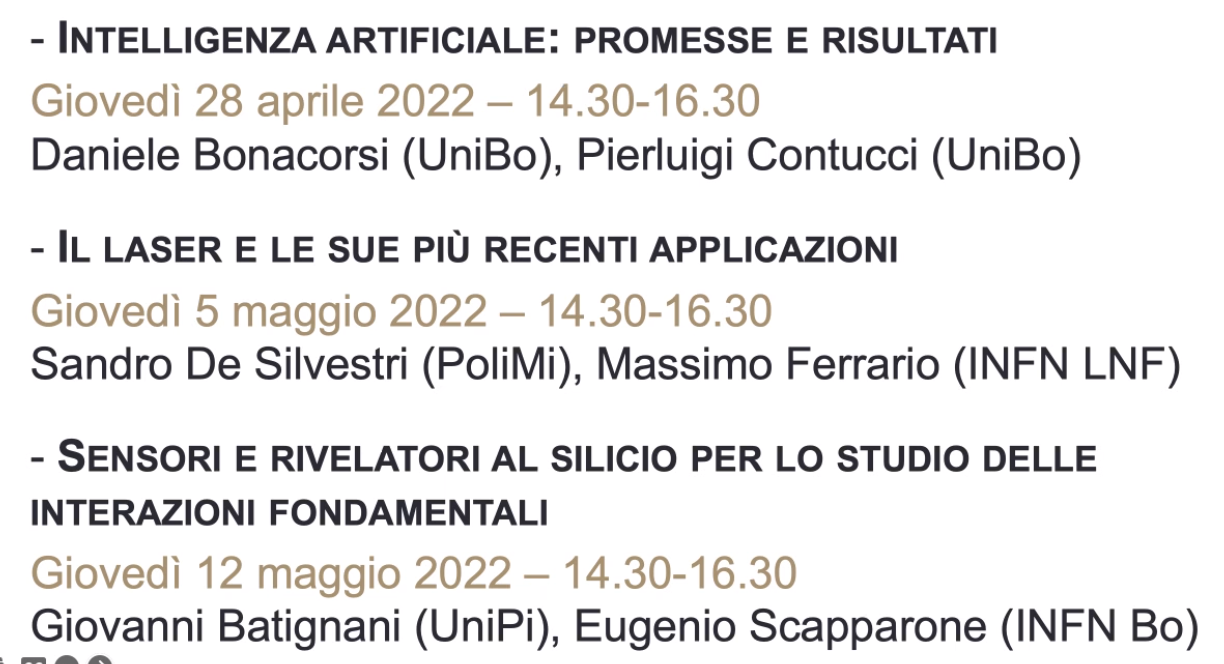 - INTELLIGENZA ARTIFICIALE: PROMESSE E RISULTATI
Giovedì 28 aprile 2022 – 14.30-16.30
Daniele Bonacorsi (UniBo), Pierluigi Contucci (UniBo)
- IL LASER E LE SUE PIÙ RECENTI APPLICAZIONI
Giovedì 5 maggio 2022 – 14.30-16.30
Sandro De Silvestri (PoliMi), Massimo Ferrario (INFN LNF)
- SENSORI E RIVELATORI AL SILICIO PER LO STUDIO DELLE
INTERAZIONI FONDAMENTALI
Giovedì 12 maggio 2022 – 14.30-16.30
Giovanni Batignani (UniPi), Eugenio Scapparone (INFN Bo)